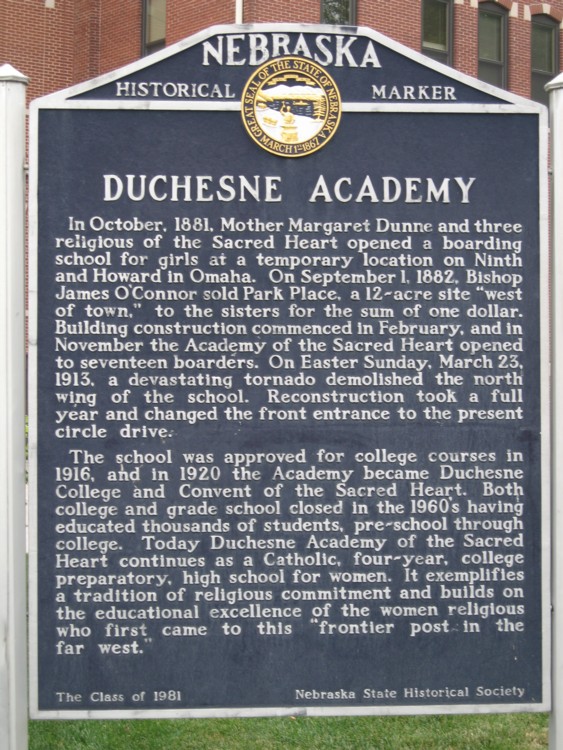 NEBRASKA
HISTORICAL MARKER
GREAT SEAL OF THE STATE OF NEBRASKA
MARCH 1ST 1867
DUCHESNE ACADEMY
In October, 1881, Mother Margaret Dunne and three
religious of the Sacred Heart opened a boarding
school for girls at a temporary location on Ninth
and Howard in Omaha. On September 1, 1882, Bishop
James O'Connor sold Park Place, a 12-acre site "west
of town," to the sisters for the sum of one dollar.
Building construction commenced in February, and in
November the Academy of the Sacred Heart opened
to seventeen boarders. On Easter Sunday, March 23,
1913, a devastating tornado demolished the north
wing of the school. Reconstruction took a full
year and changed the front entrance to the present
circle drive.
The school was approved for college courses in
1916, and in 1920 the Academy became Duchesne
College and Convent of the Sacred Heart. Both
college and grade school closed in the 1960's having
educated thousands of students, pre-school through
college. Today Duchesne Academy of the Sacred
Heart continues as a Catholic, four-year, college
preparatory, high school for women. It exemplifies
a tradition of religious commitment and builds on
the educational excellence of the women religious
who first came to this "frontier post in the
far west."
The Class of 1981 Nebraska State Historical Society